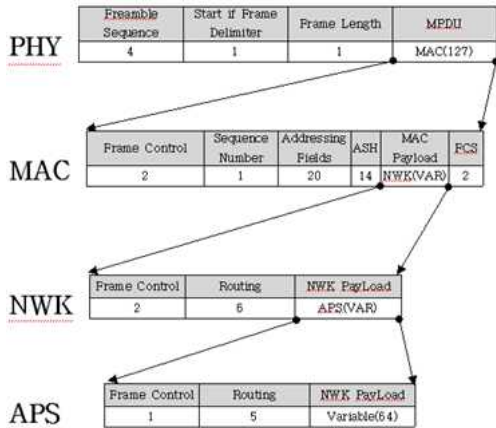 Preamble Sequence Start if Frame Delimiter Frame Length MPDU
PHY 4 1 1 MAC(127)
Frame Control Sequence Number Addressing Fields ASH MAC Payload FCS
MAC 2 1 20 14 NWK(VAR) 2
Frame Control Routing NWK PayLoad
NWK 2 6 APS(VAR)
Frame Control Routing NWK PayLoad
APS 1 5 Variable(64)